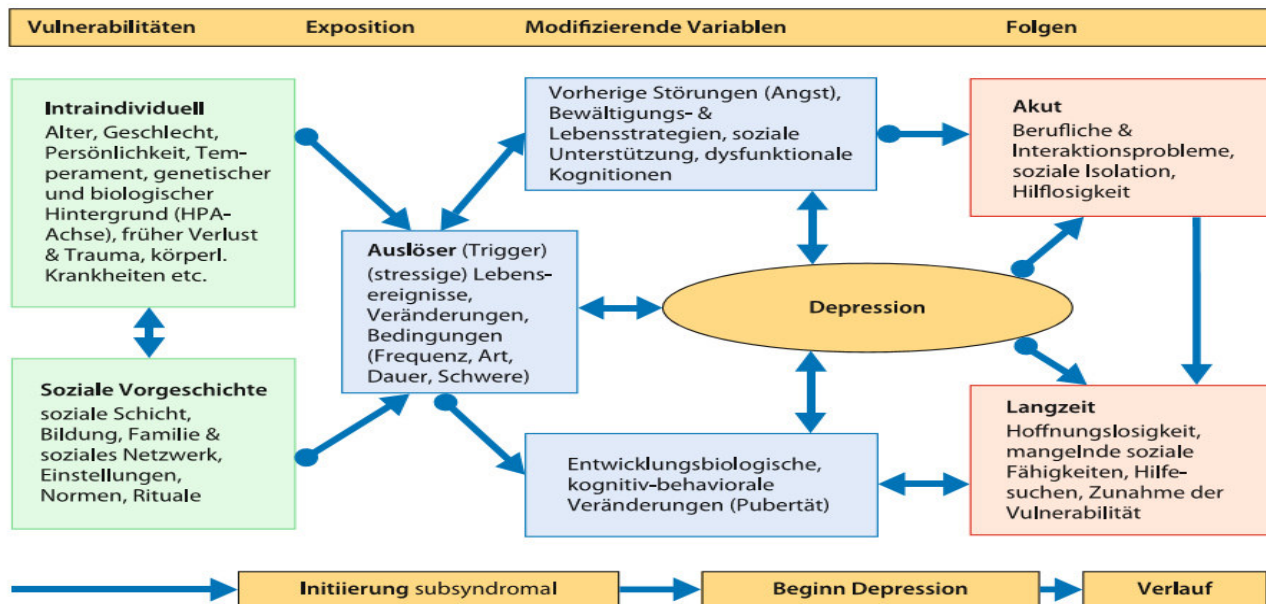 Vulnerabilitäten Exposition Modifizierende Variablen Folgen
Intraindividuell
Alter, Geschlecht,
Persönlichkeit, Tem-
perament, genetischer
und biologischer
Hintergrund (HPA-
Achse), früher Verlust
& Trauma, körperl.
Krankheiten etc.
Soziale Vorgeschichte
soziale Schicht,
Bildung, Familie &
soziales Netzwerk,
Einstellungen,
Normen, Rituale
Auslöser (Trigger)
(stressige) Lebens-
ereignisse,
Veränderungen,
Bedingungen
(Frequenz, Art,
Dauer, Schwere)
Vorherige Störungen (Angst),
Bewältigungs- &
Lebensstrategien, soziale
Unterstützung, dysfunktionale
Kognitionen
Depression
Entwicklungsbiologische,
kognitiv-behaviorale
Veränderungen (Pubertät)
Akut
Berufliche &
Interaktionsprobleme,
soziale Isolation,
Hilflosigkeit
Langzeit
Hoffnungslosigkeit,
mangelnde soziale
Fähigkeiten, Hilfe-
suchen, Zunahme der
Vulnerabilität
Initiierung subsyndromal Beginn Depression Verlauf